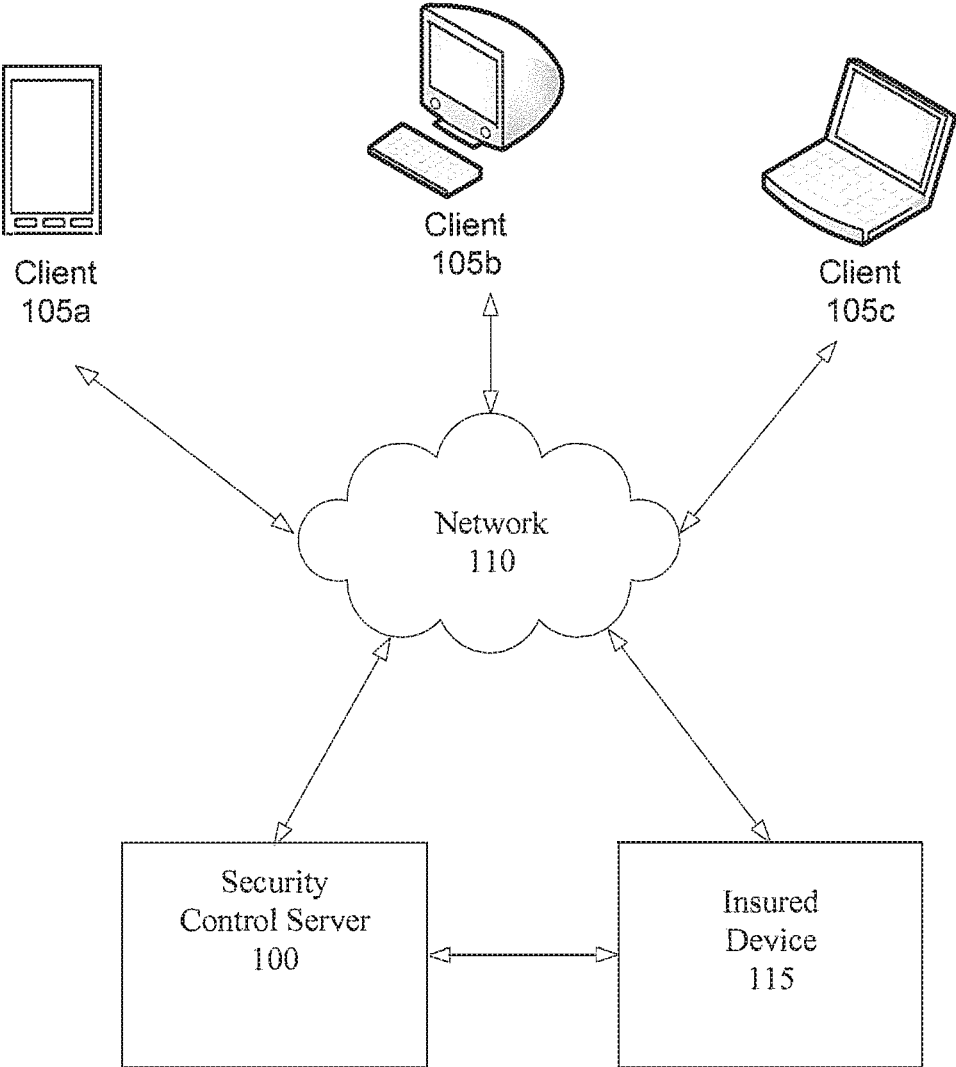 Client
105a
Client
105b
Client
105c
Network
110
Security
Control Server
100
Insured
Device
115